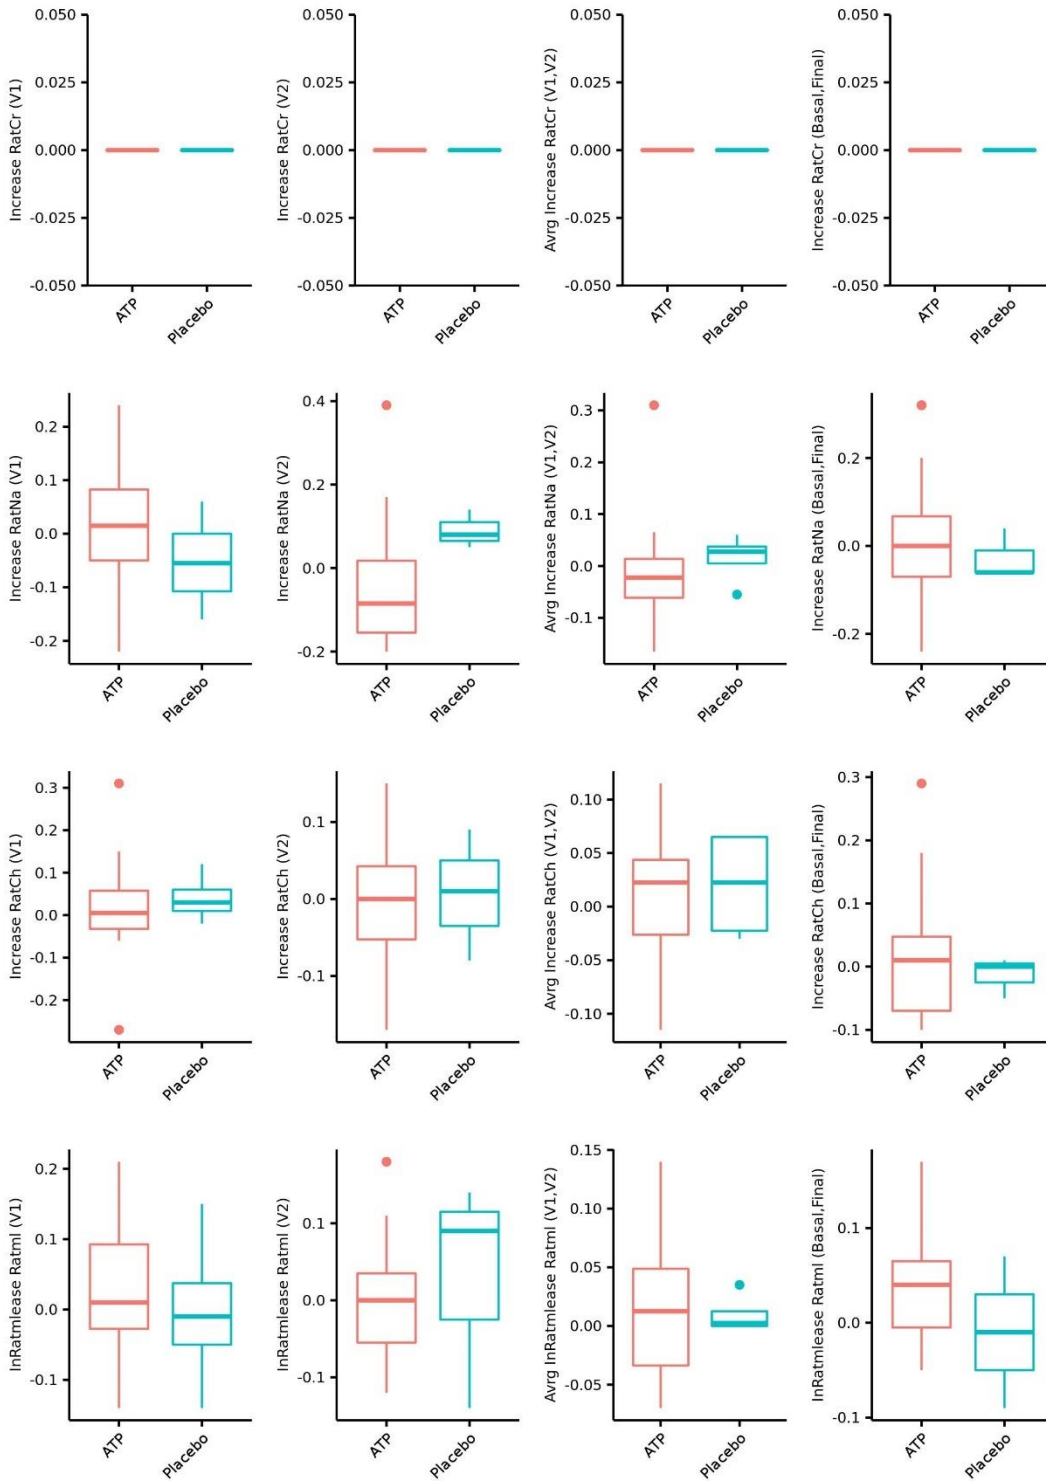 Increase RatCr (V1)
0.050
0.025
0.000
-0.025
-0.050
ATP
Placebo
Increase RatCr (V2)
0.050
0.025
0.000
-0.025
-0.050
ATP
Placebo
Avrg Increase RatCr (V1,V2)
0.050
0.025
0.000
-0.025
-0.050
ATP
Placebo
Increase RatCr (Basal,Final)
0.050
0.025
0.000
-0.025
-0.050
ATP
Placebo
Increase RatNa (V1)
0.2
0.1
0.0
-0.1
-0.2
ATP
Placebo
Increase RatNa (V2)
0.4
0.2
0.0
-0.2
ATP
Placebo
Avrg Increase RatNa (V1,V2)
0.3
0.2
0.1
0.0
-0.1
ATP
Placebo
Increase RatNa (Basal,Final)
0.2
0.0
-0.2
ATP
Placebo
Increase RatCh (V1)
0.3
0.2
0.1
0.0
-0.1
-0.2
ATP
Placebo
Increase RatCh (V2)
0.1
0.0
-0.1
ATP
Placebo
Avrg Increase RatCh (V1,V2)
0.10
0.05
0.00
-0.05
-0.10
ATP
Placebo
Increase RatCh (Basal,Final)
0.3
0.2
0.1
0.0
-0.1
ATP
Placebo
InRatmlease Ratml (V1)
0.2
0.1
0.0
-0.1
ATP
Placebo
InRatmlease Ratml (V2)
0.1
0.0
-0.1
ATP
Placebo
Avrg InRatmlease Ratml (V1,V2)
0.15
0.10
0.05
0.00
-0.05
ATP
Placebo
InRatmlease Ratml (Basal,Final)
0.1
0.0
-0.1
ATP
Placebo